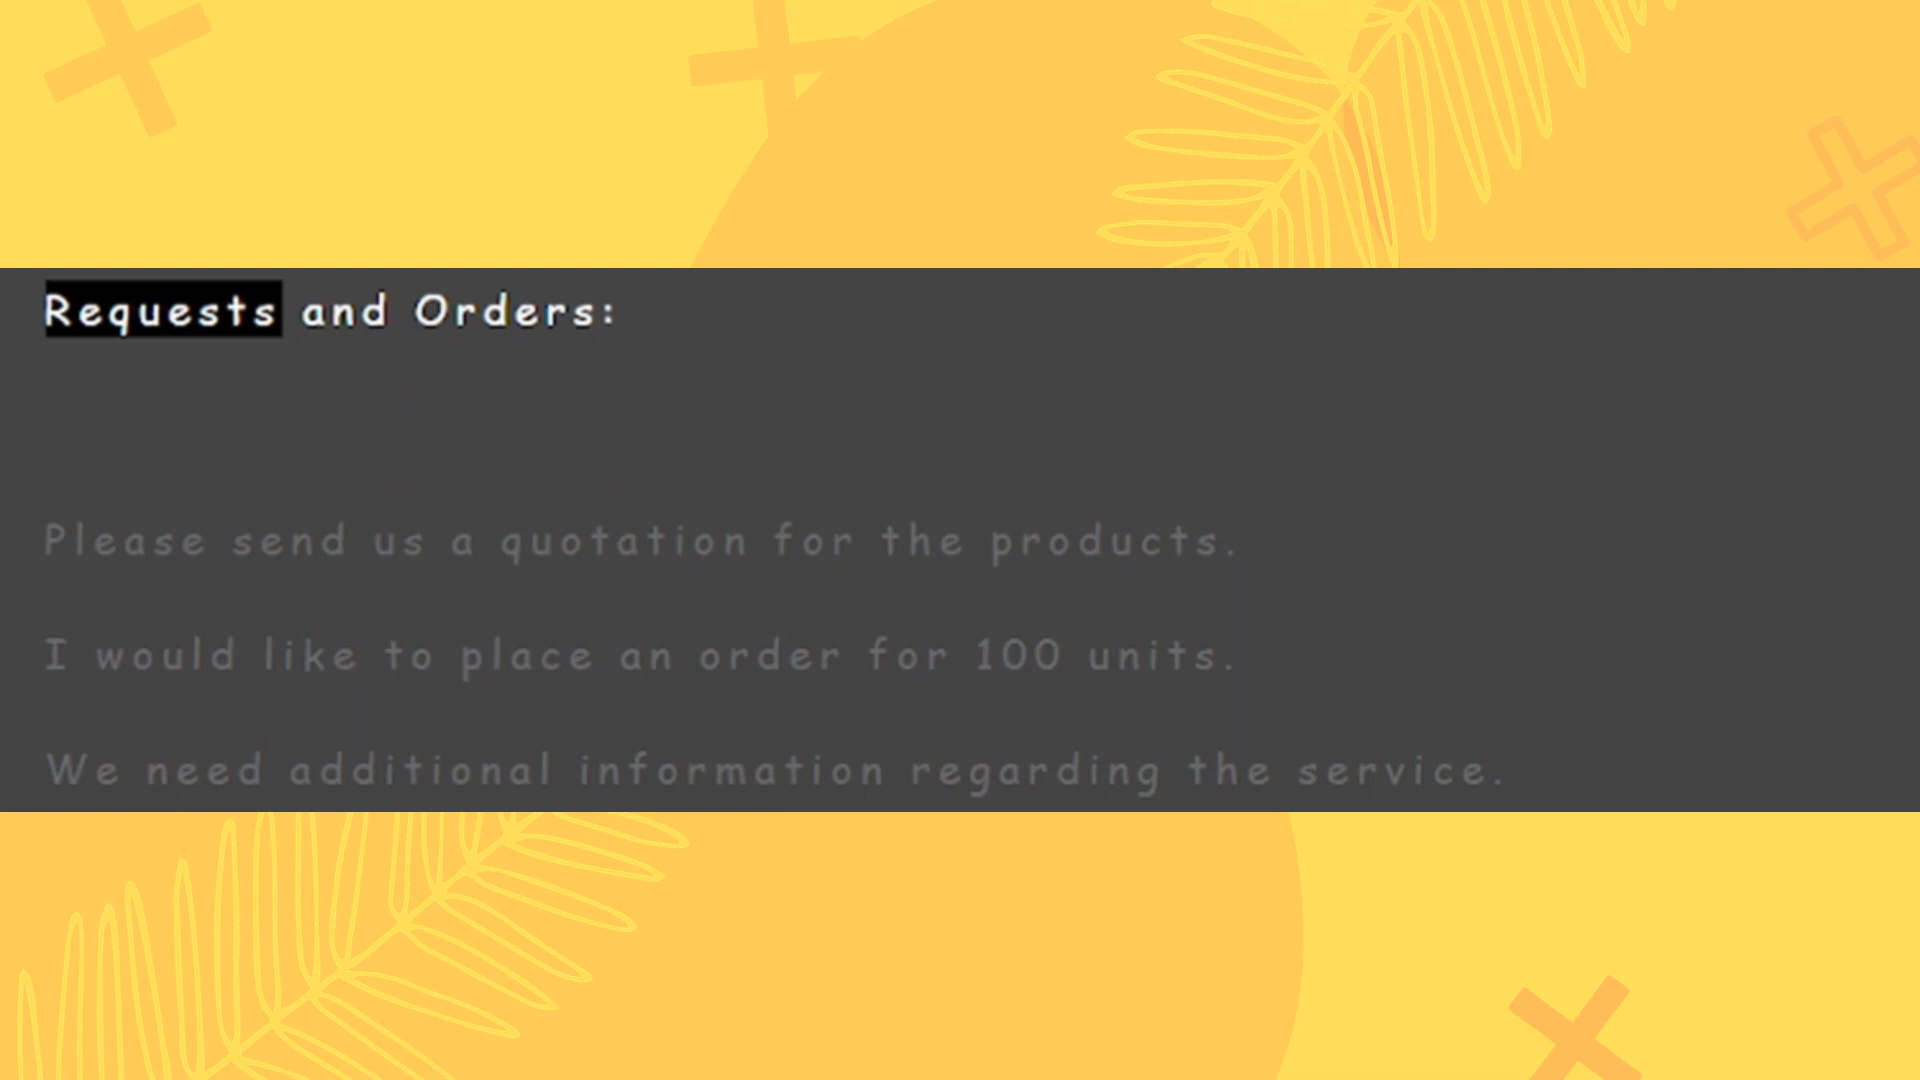 Requests and Orders:
Please send us a quotation for the products.
I would like to place an order for 100 units.
We need additional information regarding the service.